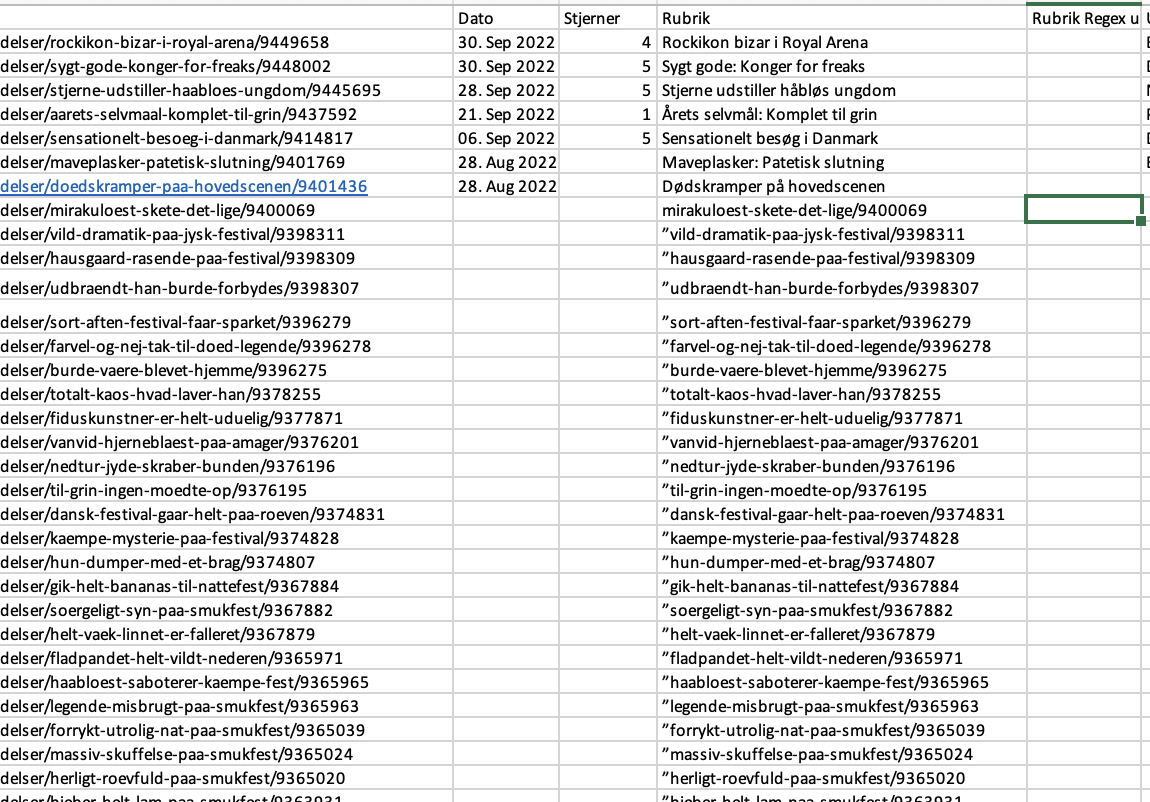 Dato Stjerner Rubrik Rubrik Regex u
delser/rockikon-bizar-i-royal-arena/9449658 30. Sep 2022 4 Rockikon bizar i Royal Arena
delser/sygt-gode-konger-for-freaks/9448002 30. Sep 2022 5 Sygt gode: Konger for freaks
delser/stjerne-udstiller-haabloes-ungdom/9445695 28. Sep 2022 5 Stjerne udstiller håbløs ungdom
delser/aarets-selvmaal-komplet-til-grin/9437592 21. Sep 2022 1 Årets selvmål: Komplet til grin
delser/sensationelt-besoeg-i-danmark/9414817 06. Sep 2022 5 Sensationelt besøg i Danmark
delser/maveplasker-patetisk-slutning/9401769 28. Aug 2022 Maveplasker: Patetisk slutning
delser/doedskramper-paa-hovedscenen/9401436 28. Aug 2022 Dødskramper på hovedscenen
delser/mirakuloest-skete-det-lige/9400069 mirakuloest-skete-det-lige/9400069
delser/vild-dramatik-paa-jysk-festival/9398311 ”vild-dramatik-paa-jysk-festival/9398311
delser/hausgaard-rasende-paa-festival/9398309 ”hausgaard-rasende-paa-festival/9398309
delser/udbraendt-han-burde-forbydes/9398307 ”udbraendt-han-burde-forbydes/9398307
delser/sort-aften-festival-faar-sparket/9396279 ”sort-aften-festival-faar-sparket/9396279
delser/farvel-og-nej-tak-til-doed-legende/9396278 ”farvel-og-nej-tak-til-doed-legende/9396278
delser/burde-vaere-blevet-hjemme/9396275 ”burde-vaere-blevet-hjemme/9396275
delser/totalt-kaos-hvad-laver-han/9378255 ”totalt-kaos-hvad-laver-han/9378255
delser/fiduskunstner-er-helt-uduelig/9377871 ”fiduskunstner-er-helt-uduelig/9377871
delser/vanvid-hjerneblaest-paa-amager/9376201 ”vanvid-hjerneblaest-paa-amager/9376201
delser/nedtur-jyde-skraber-bunden/9376196 ”nedtur-jyde-skraber-bunden/9376196
delser/til-grin-ingen-moedte-op/9376195 ”til-grin-ingen-moedte-op/9376195
delser/dansk-festival-gaar-helt-paa-roeven/9374831 ”dansk-festival-gaar-helt-paa-roeven/9374831
delser/kaempe-mysterie-paa-festival/9374828 ”kaempe-mysterie-paa-festival/9374828
delser/hun-dumper-med-et-brag/9374807 ”hun-dumper-med-et-brag/9374807
delser/gik-helt-bananas-til-nattefest/9367884 ”gik-helt-bananas-til-nattefest/9367884
delser/soergeligt-syn-paa-smukfest/9367882 ”soergeligt-syn-paa-smukfest/9367882
delser/helt-vaek-linnet-er-falleret/9367879 ”helt-vaek-linnet-er-falleret/9367879
delser/fladpandet-helt-vildt-nederen/9365971 ”fladpandet-helt-vildt-nederen/9365971
delser/haabloest-saboterer-kaempe-fest/9365965 ”haabloest-saboterer-kaempe-fest/9365965
delser/legende-misbrugt-paa-smukfest/9365963 ”legende-misbrugt-paa-smukfest/9365963
delser/forrykt-utrolig-nat-paa-smukfest/9365039 ”forrykt-utrolig-nat-paa-smukfest/9365039
delser/massiv-skuffelse-paa-smukfest/9365024 ”massiv-skuffelse-paa-smukfest/9365024
delser/herligt-roevfuld-paa-smukfest/9365020 ”herligt-roevfuld-paa-smukfest/9365020